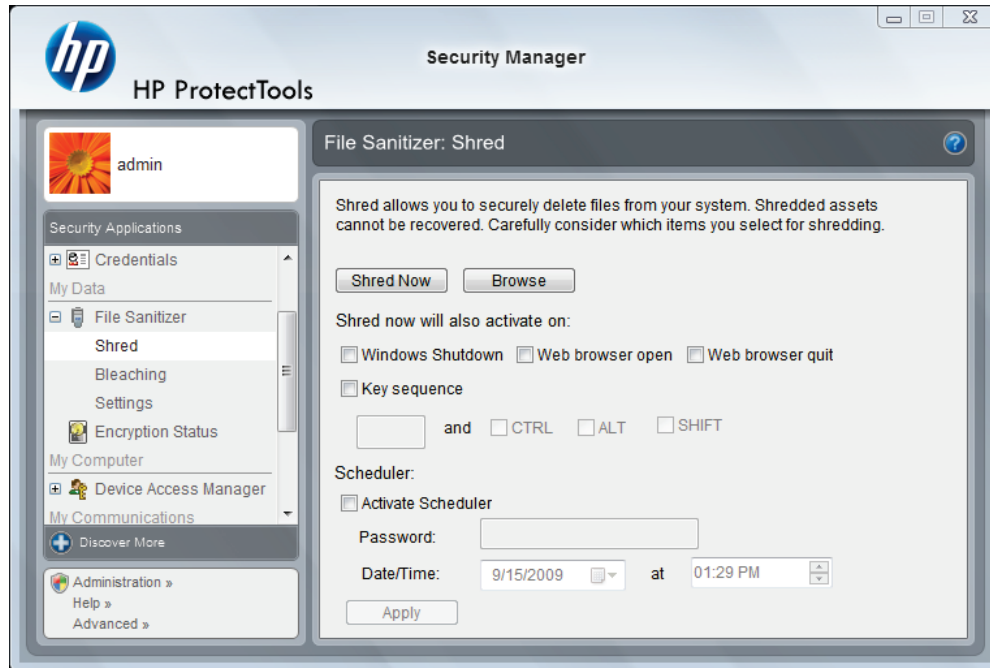 hp
HP ProtectTools
Security Manager
admin
Security Applications
Credentials
My Data
File Sanitizer
Shred
Bleaching
Settings
Encryption Status
My Computer
Device Access Manager
My Communications
Discover More
Administration »
Help »
Advanced »
File Sanitizer: Shred
?
Shred allows you to securely delete files from your system. Shredded assets
cannot be recovered. Carefully consider which items you select for shredding.
Shred Now Browse
Shred now will also activate on:
Windows Shutdown Web browser open Web browser quit
Key sequence
and CTRL ALT SHIFT
Scheduler:
Activate Scheduler
Password:
Date/Time: 9/15/2009 at 01:29 PM
Apply